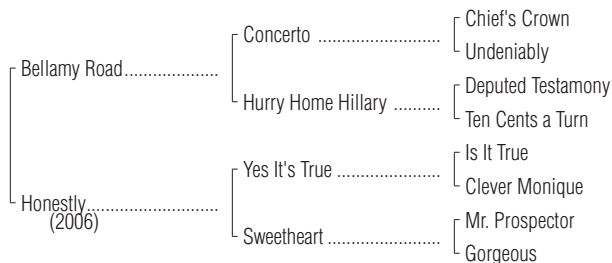 Chief's Crown
Concerto ........................
Undeniably
Bellamy Road...................
Deputed Testamony
Hurry Home Hillary ..........
Ten Cents a Turn
Is It True
Yes It's True ....................
Clever Monique
Honestly..........................
(2006)
Mr. Prospector
Sweetheart ......................
Gorgeous